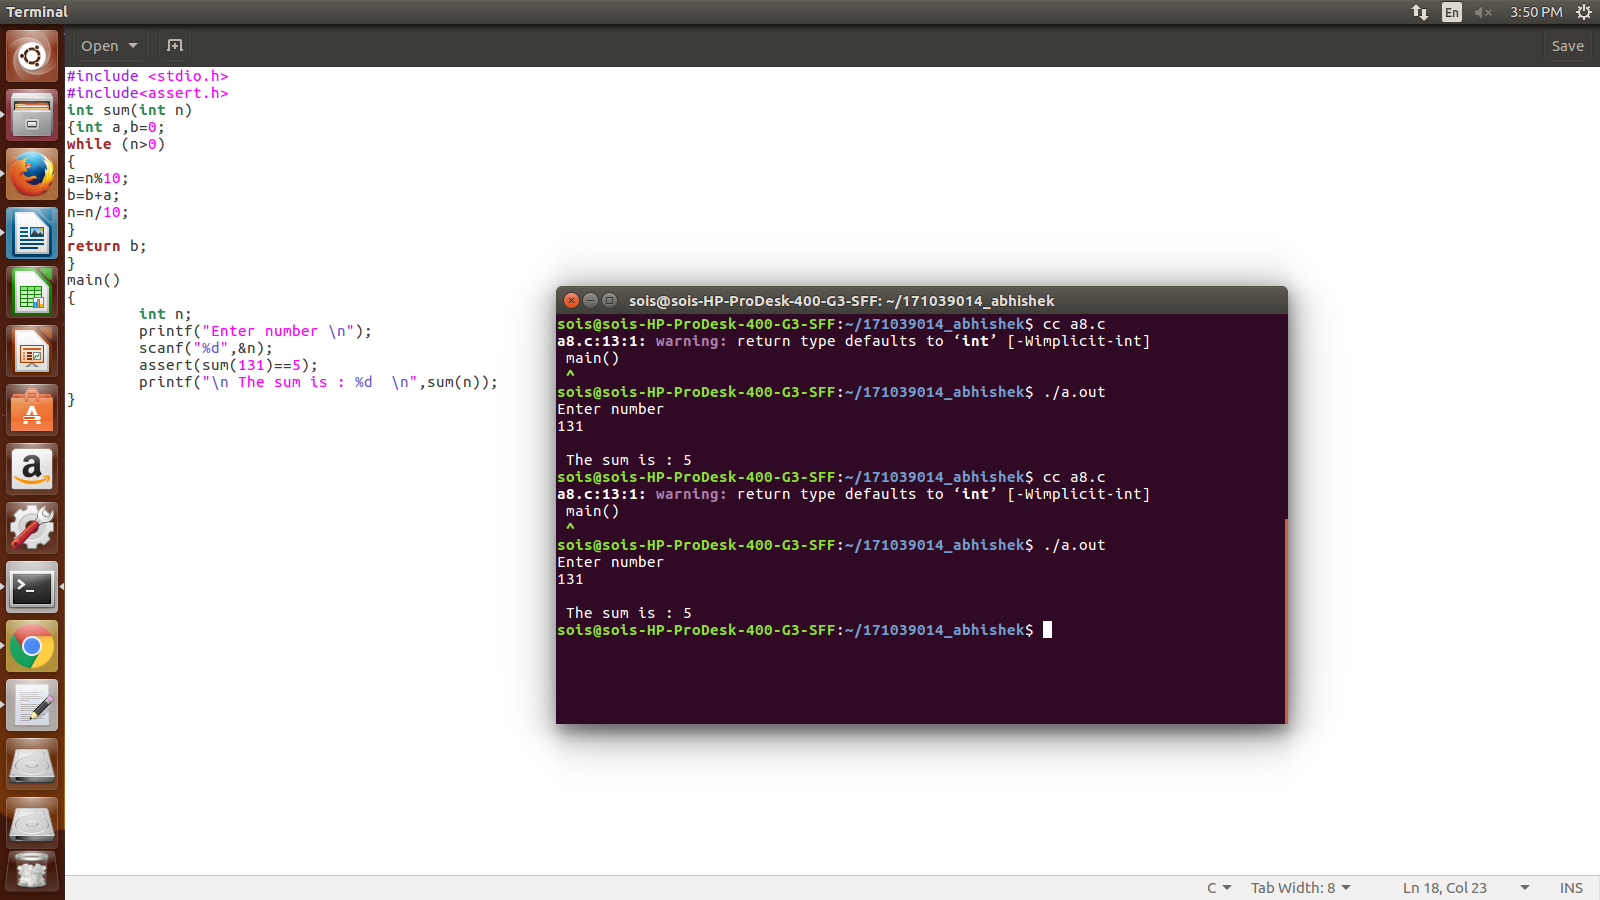 Terminal
En
3:50 PM
Open
Save
#include <stdio.h>
#include<assert.h>
int sum(int n)
{int a,b=0;
while (n>0)
{
a=n%10;
b=b+a;
n=n/10;
}
return b;
}
main()
{
int n;
printf("Enter number \n");
scanf("%d",&n);
assert(sum(131)==5);
printf("\n The sum is : %d  \n",sum(n));
}
sois@sois-HP-ProDesk-400-G3-SFF: ~/171039014_abhishek
sois@sois-HP-ProDesk-400-G3-SFF:~/171039014_abhishek$ cc a8.c
a8.c:13:1: warning: return type defaults to ‘int’ [-Wimplicit-int]
main()
^
sois@sois-HP-ProDesk-400-G3-SFF:~/171039014_abhishek$ ./a.out
Enter number
131
The sum is : 5
sois@sois-HP-ProDesk-400-G3-SFF:~/171039014_abhishek$ cc a8.c
a8.c:13:1: warning: return type defaults to ‘int’ [-Wimplicit-int]
main()
^
sois@sois-HP-ProDesk-400-G3-SFF:~/171039014_abhishek$ ./a.out
Enter number
131
The sum is : 5
sois@sois-HP-ProDesk-400-G3-SFF:~/171039014_abhishek$
C
Tab Width: 8
Ln 18, Col 23
INS